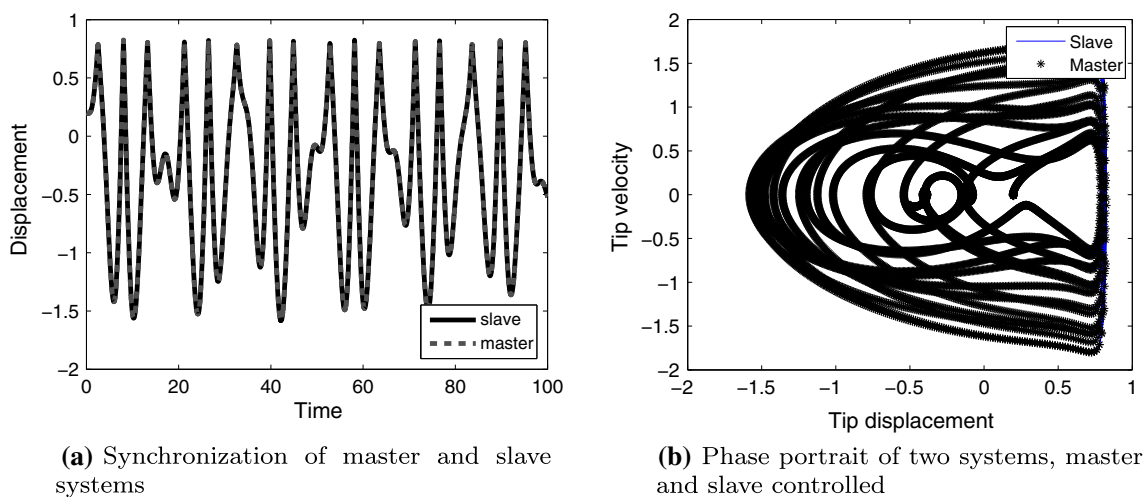 1
0.5
0
−0.5
−1
−1.5
−2
Displacement
slave
master
0
20
40
60
80
100
Time
(a) Synchronization of master and slave
systems
2
1.5
1
0.5
0
−0.5
−1
−1.5
−2
Tip velocity
Slave
Master
−2
−1.5
−1
−0.5
0
0.5
1
Tip displacement
(b) Phase portrait of two systems, master
and slave controlled